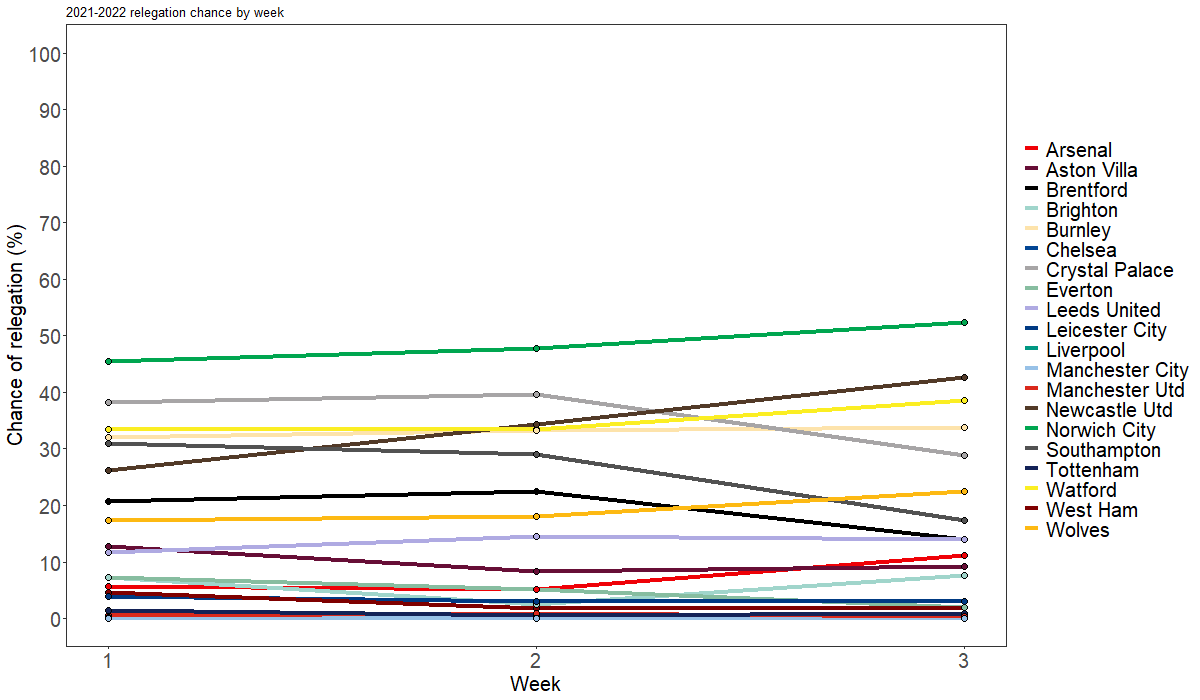 2021-2022 relegation chance by week
100
90
80
70
60
50
40
30
20
10
0
Chance of relegation (%)
1
2
3
Week
Arsenal
Aston Villa
Brentford
Brighton
Burnley
Chelsea
Crystal Palace
Everton
Leeds United
Leicester City
Liverpool
Manchester City
Manchester Utd
Newcastle Utd
Norwich City
Southampton
Tottenham
Watford
West Ham
Wolves